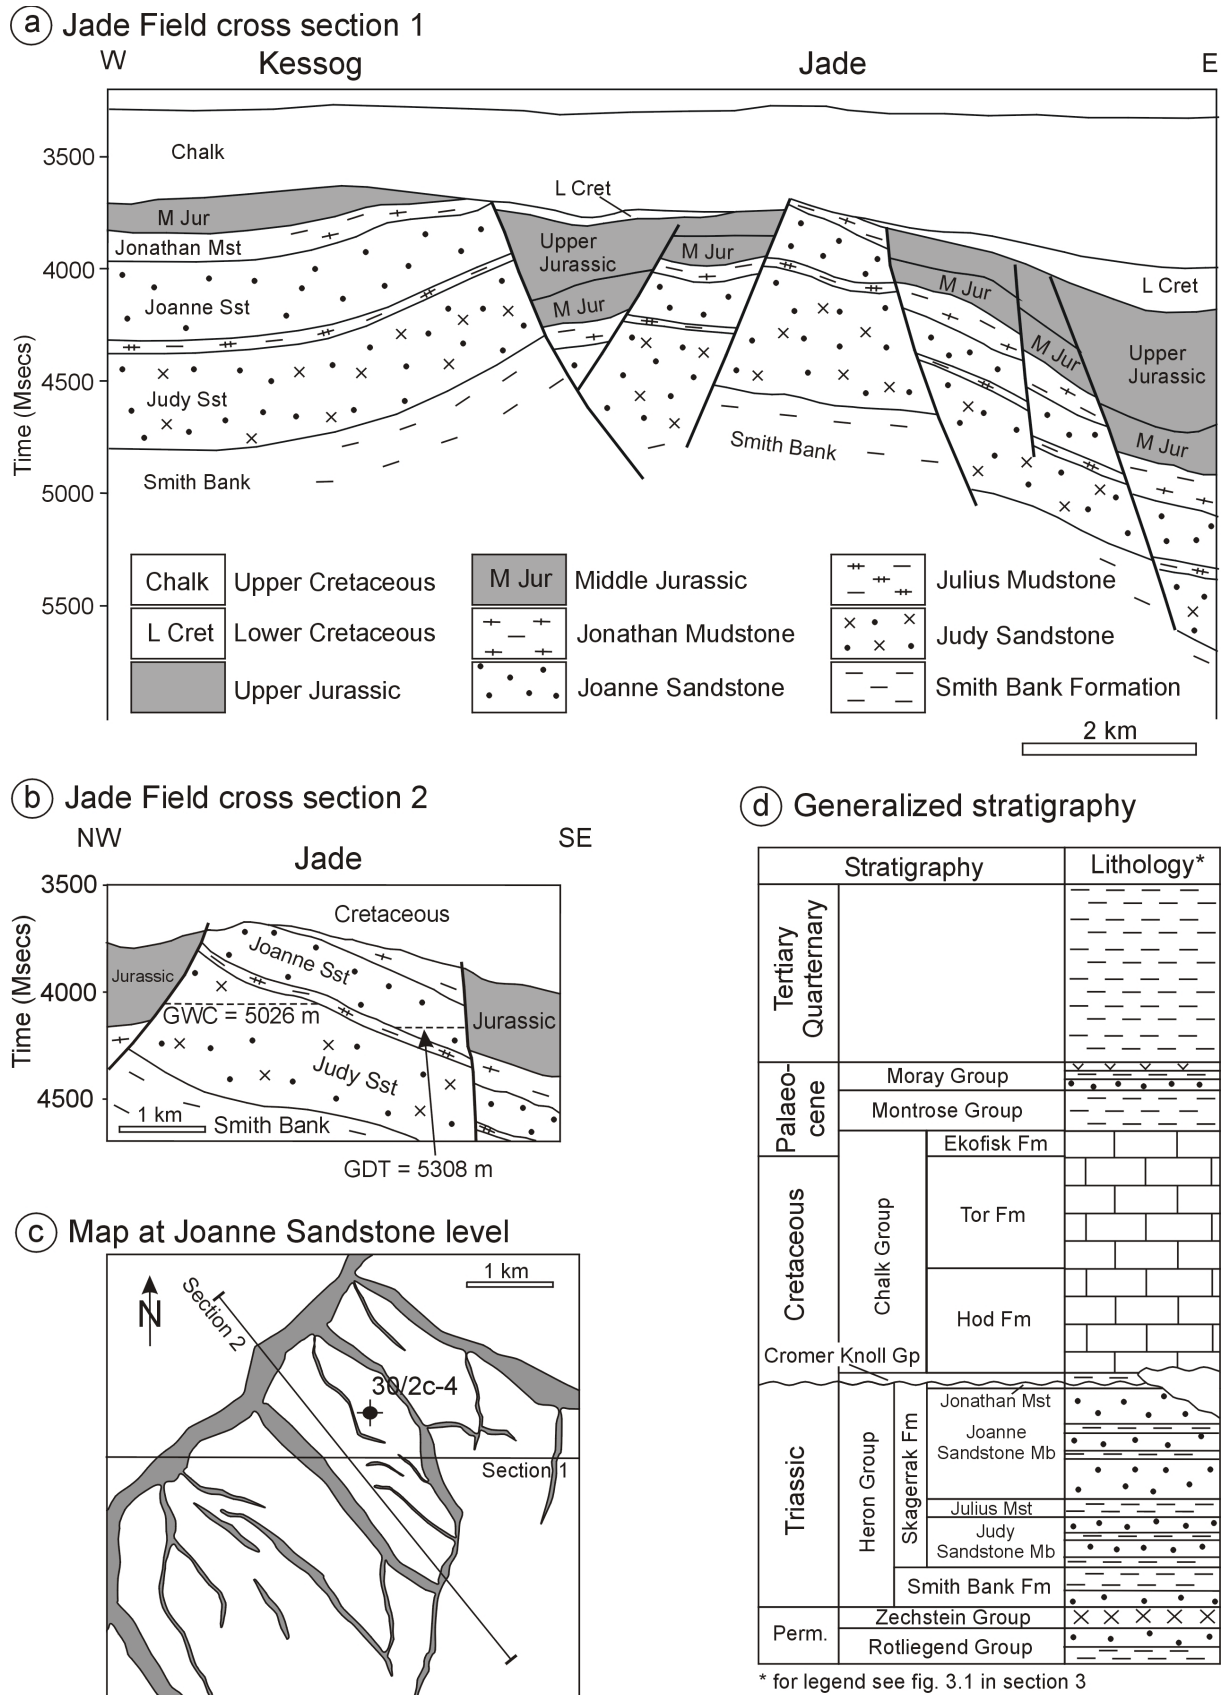 a Jade Field cross section 1
W Kessog Jade E
3500
4000
4500
5000
5500
Time (Msecs)
Chalk
L Cret
M Jur
Jonathan Mst
Joanne Sst
Judy Sst
Smith Bank
Upper
Jurassic
M Jur
M Jur
Smith Bank
M Jur
M Jur
L Cret
Upper
Jurassic
M Jur
Chalk Upper Cretaceous
L Cret Lower Cretaceous
Upper Jurassic
M Jur Middle Jurassic
Jonathan Mudstone
Joanne Sandstone
Julius Mudstone
Judy Sandstone
Smith Bank Formation
2 km
b Jade Field cross section 2
NW SE
Jade
3500
4000
4500
Time (Msecs)
Cretaceous
Joanne Sst
Jurassic
GWC = 5026 m
Jurassic
Judy Sst
1 km
Smith Bank
GDT = 5308 m
c Map at Joanne Sandstone level
N
Section 2
1 km
30/2c-4
Section 1
d Generalized stratigraphy
Stratigraphy Lithology*
Tertiary
Quarternary
Palaeo-
cene
Moray Group
Montrose Group
Ekofisk Fm
Cretaceous
Chalk Group
Tor Fm
Hod Fm
Cromer Knoll Gp
Triassic
Heron Group
Skagerrak Fm
Jonathan Mst
Joanne
Sandstone Mb
Julius Mst
Judy
Sandstone Mb
Smith Bank Fm
Perm.
Zechstein Group
Rotliegend Group
* for legend see fig. 3.1 in section 3